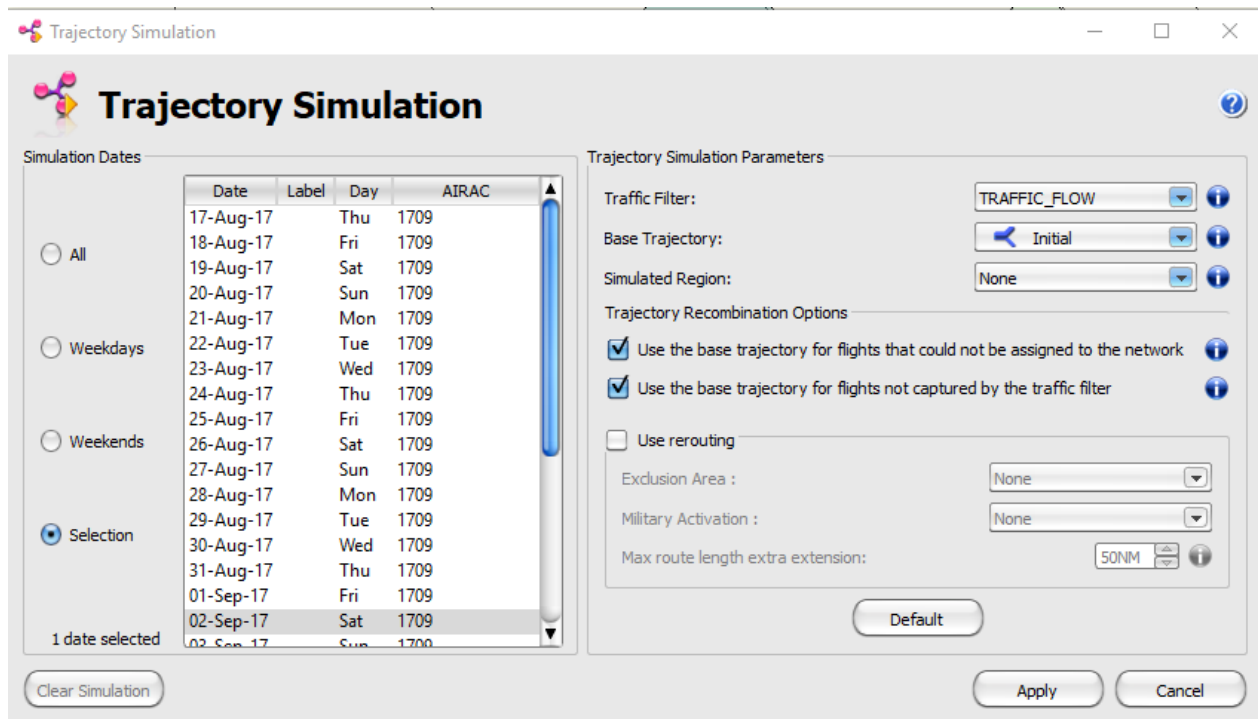 Trajectory Simulation
Trajectory Simulation
Simulation Dates
Date Label Day AIRAC
17-Aug-17 Thu 1709
18-Aug-17 Fri 1709
19-Aug-17 Sat 1709
20-Aug-17 Sun 1709
21-Aug-17 Mon 1709
22-Aug-17 Tue 1709
23-Aug-17 Wed 1709
24-Aug-17 Thu 1709
25-Aug-17 Fri 1709
26-Aug-17 Sat 1709
27-Aug-17 Sun 1709
28-Aug-17 Mon 1709
29-Aug-17 Tue 1709
30-Aug-17 Wed 1709
31-Aug-17 Thu 1709
01-Sep-17 Fri 1709
02-Sep-17 Sat 1709
03-Sep-17 Sun 1709
All
Weekdays
Weekends
Selection
1 date selected
Trajectory Simulation Parameters
Traffic Filter: TRAFFIC_FLOW
Base Trajectory: Initial
Simulated Region: None
Trajectory Recombination Options
Use the base trajectory for flights that could not be assigned to the network
Use the base trajectory for flights not captured by the traffic filter
Use rerouting
Exclusion Area : None
Military Activation : None
Max route length extra extension: 50NM
Default
Clear Simulation
Apply
Cancel